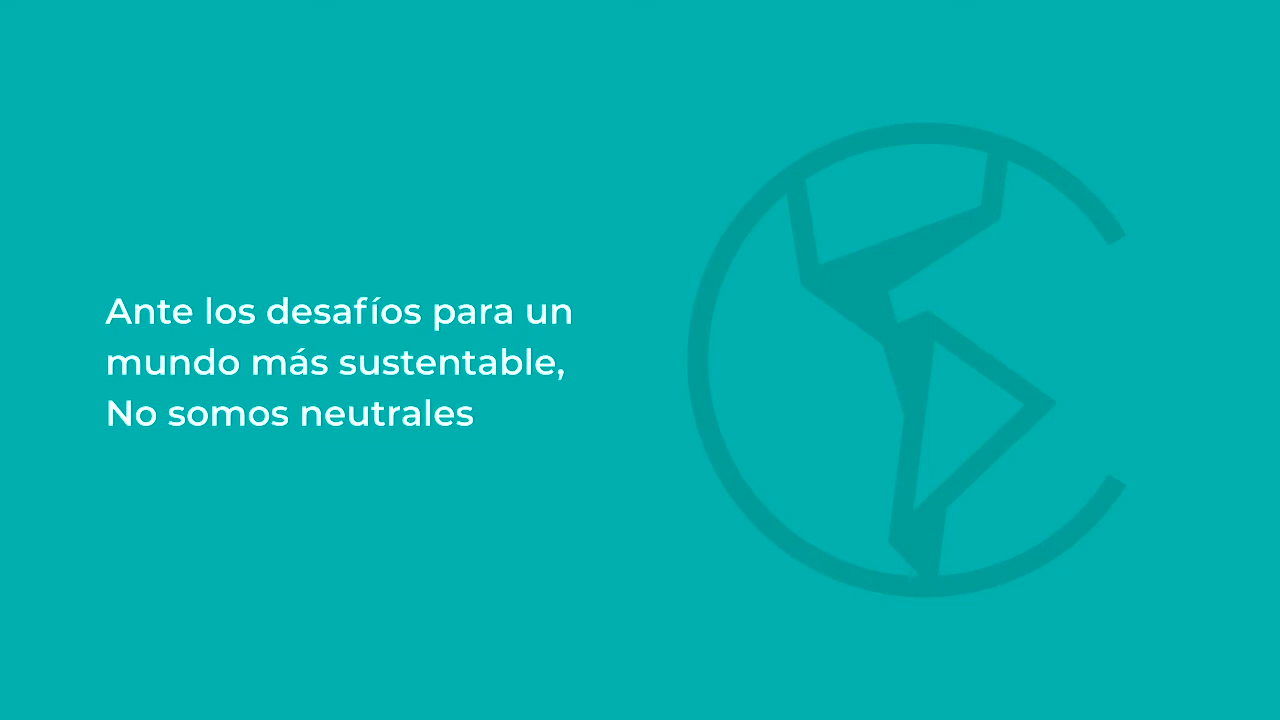 Ante los desafíos para un
mundo más sustentable,
No somos neutrales